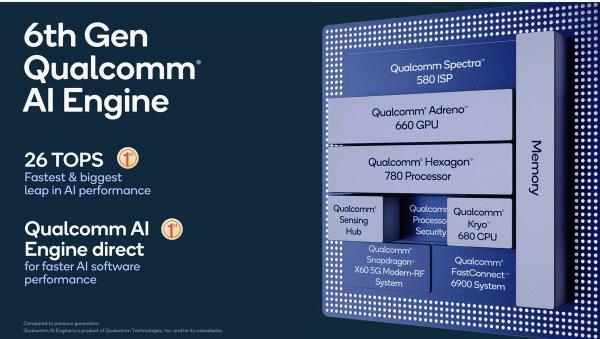 6th Gen
Qualcomm®
AI Engine
26 TOPS 1st
Fastest & biggest
leap in AI performance
Qualcomm AI 1st
Engine direct
for faster AI software
performance
Compared to previous generation
Qualcomm AI Engine is a product of Qualcomm Technologies, Inc. and/or its subsidiaries.
Qualcomm Spectra™
580 ISP
Qualcomm® Adreno™
660 GPU
Qualcomm® Hexagon™
780 Processor
Qualcomm®
Sensing
Hub
Qualcomm
Processo
Security
Qualcomm®
Kryo™
680 CPU
Qualcomm®
Snapdragon™
X60 5G Modem-RF
System
Qualcomm®
FastConnect™
6900 System
Memory